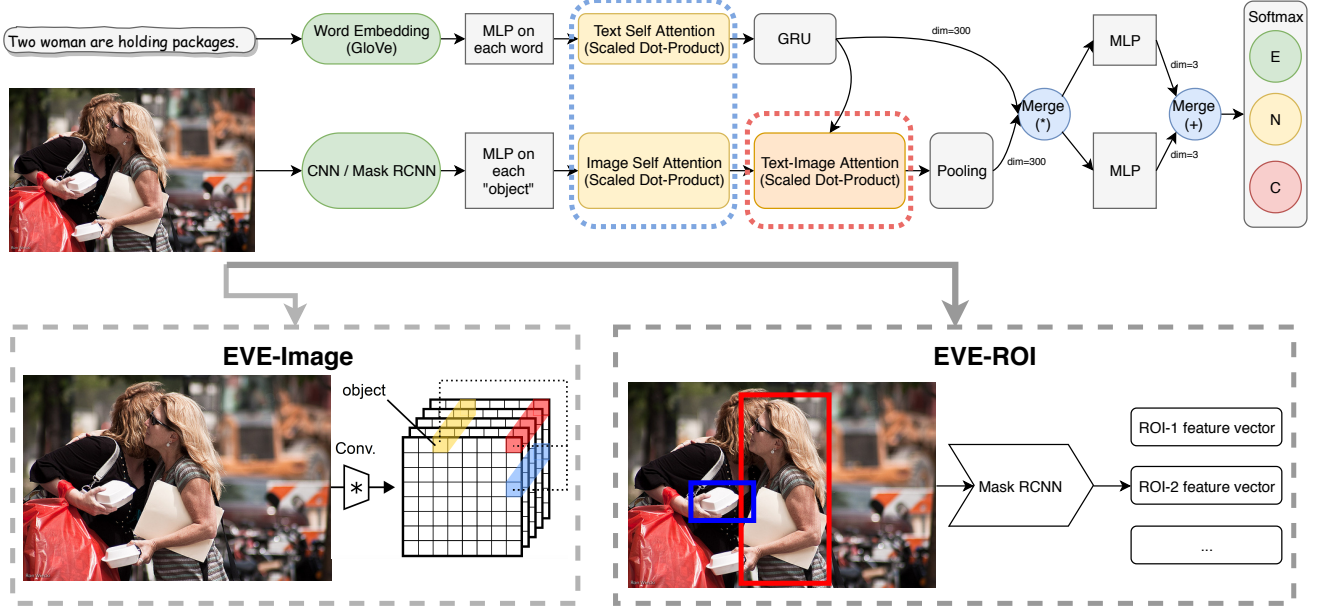 Two woman are holding packages.
Word Embedding
(GloVe)
MLP on
each word
Text Self Attention
(Scaled Dot-Product)
GRU
dim=300
MLP
dim=3
Softmax
E
N
C
Merge
(*)
Merge
(+)
CNN / Mask RCNN
MLP on
each
"object"
Image Self Attention
(Scaled Dot-Product)
Text-Image Attention
(Scaled Dot-Product)
Pooling
dim=300
MLP
dim=3
EVE-Image
object
Conv.
*
EVE-ROI
Mask RCNN
ROI-1 feature vector
ROI-2 feature vector
...